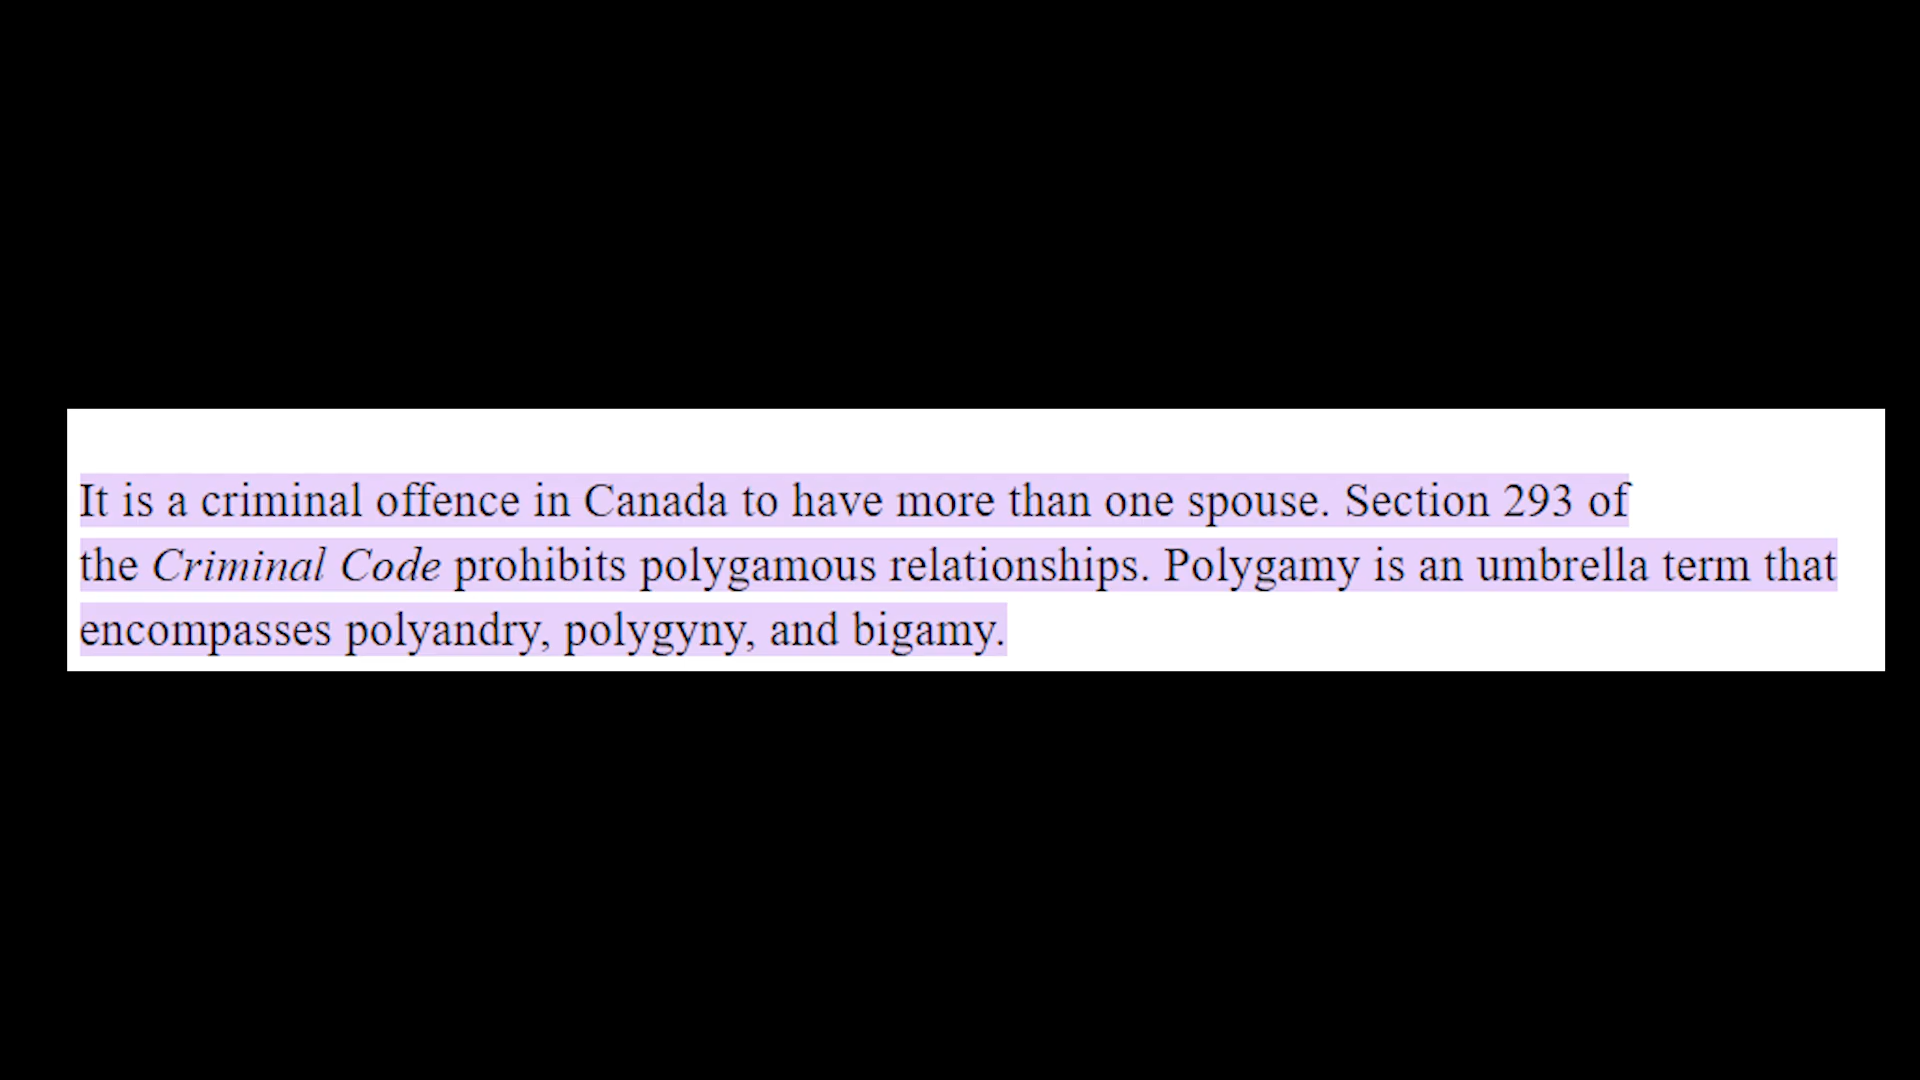 It is a criminal offence in Canada to have more than one spouse. Section 293 of
the Criminal Code prohibits polygamous relationships. Polygamy is an umbrella term that
encompasses polyandry, polygyny, and bigamy.